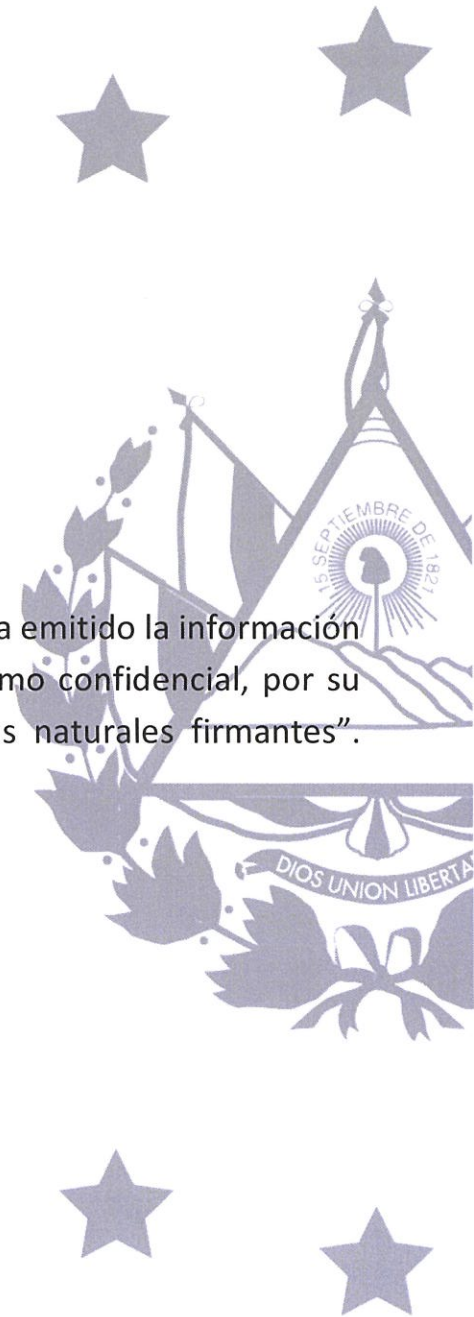 15 SEPTIEMBRE DE 1821
a emitido la información
mo confidencial, por su
s naturales firmantes”.
DIOS UNION LIBERTA